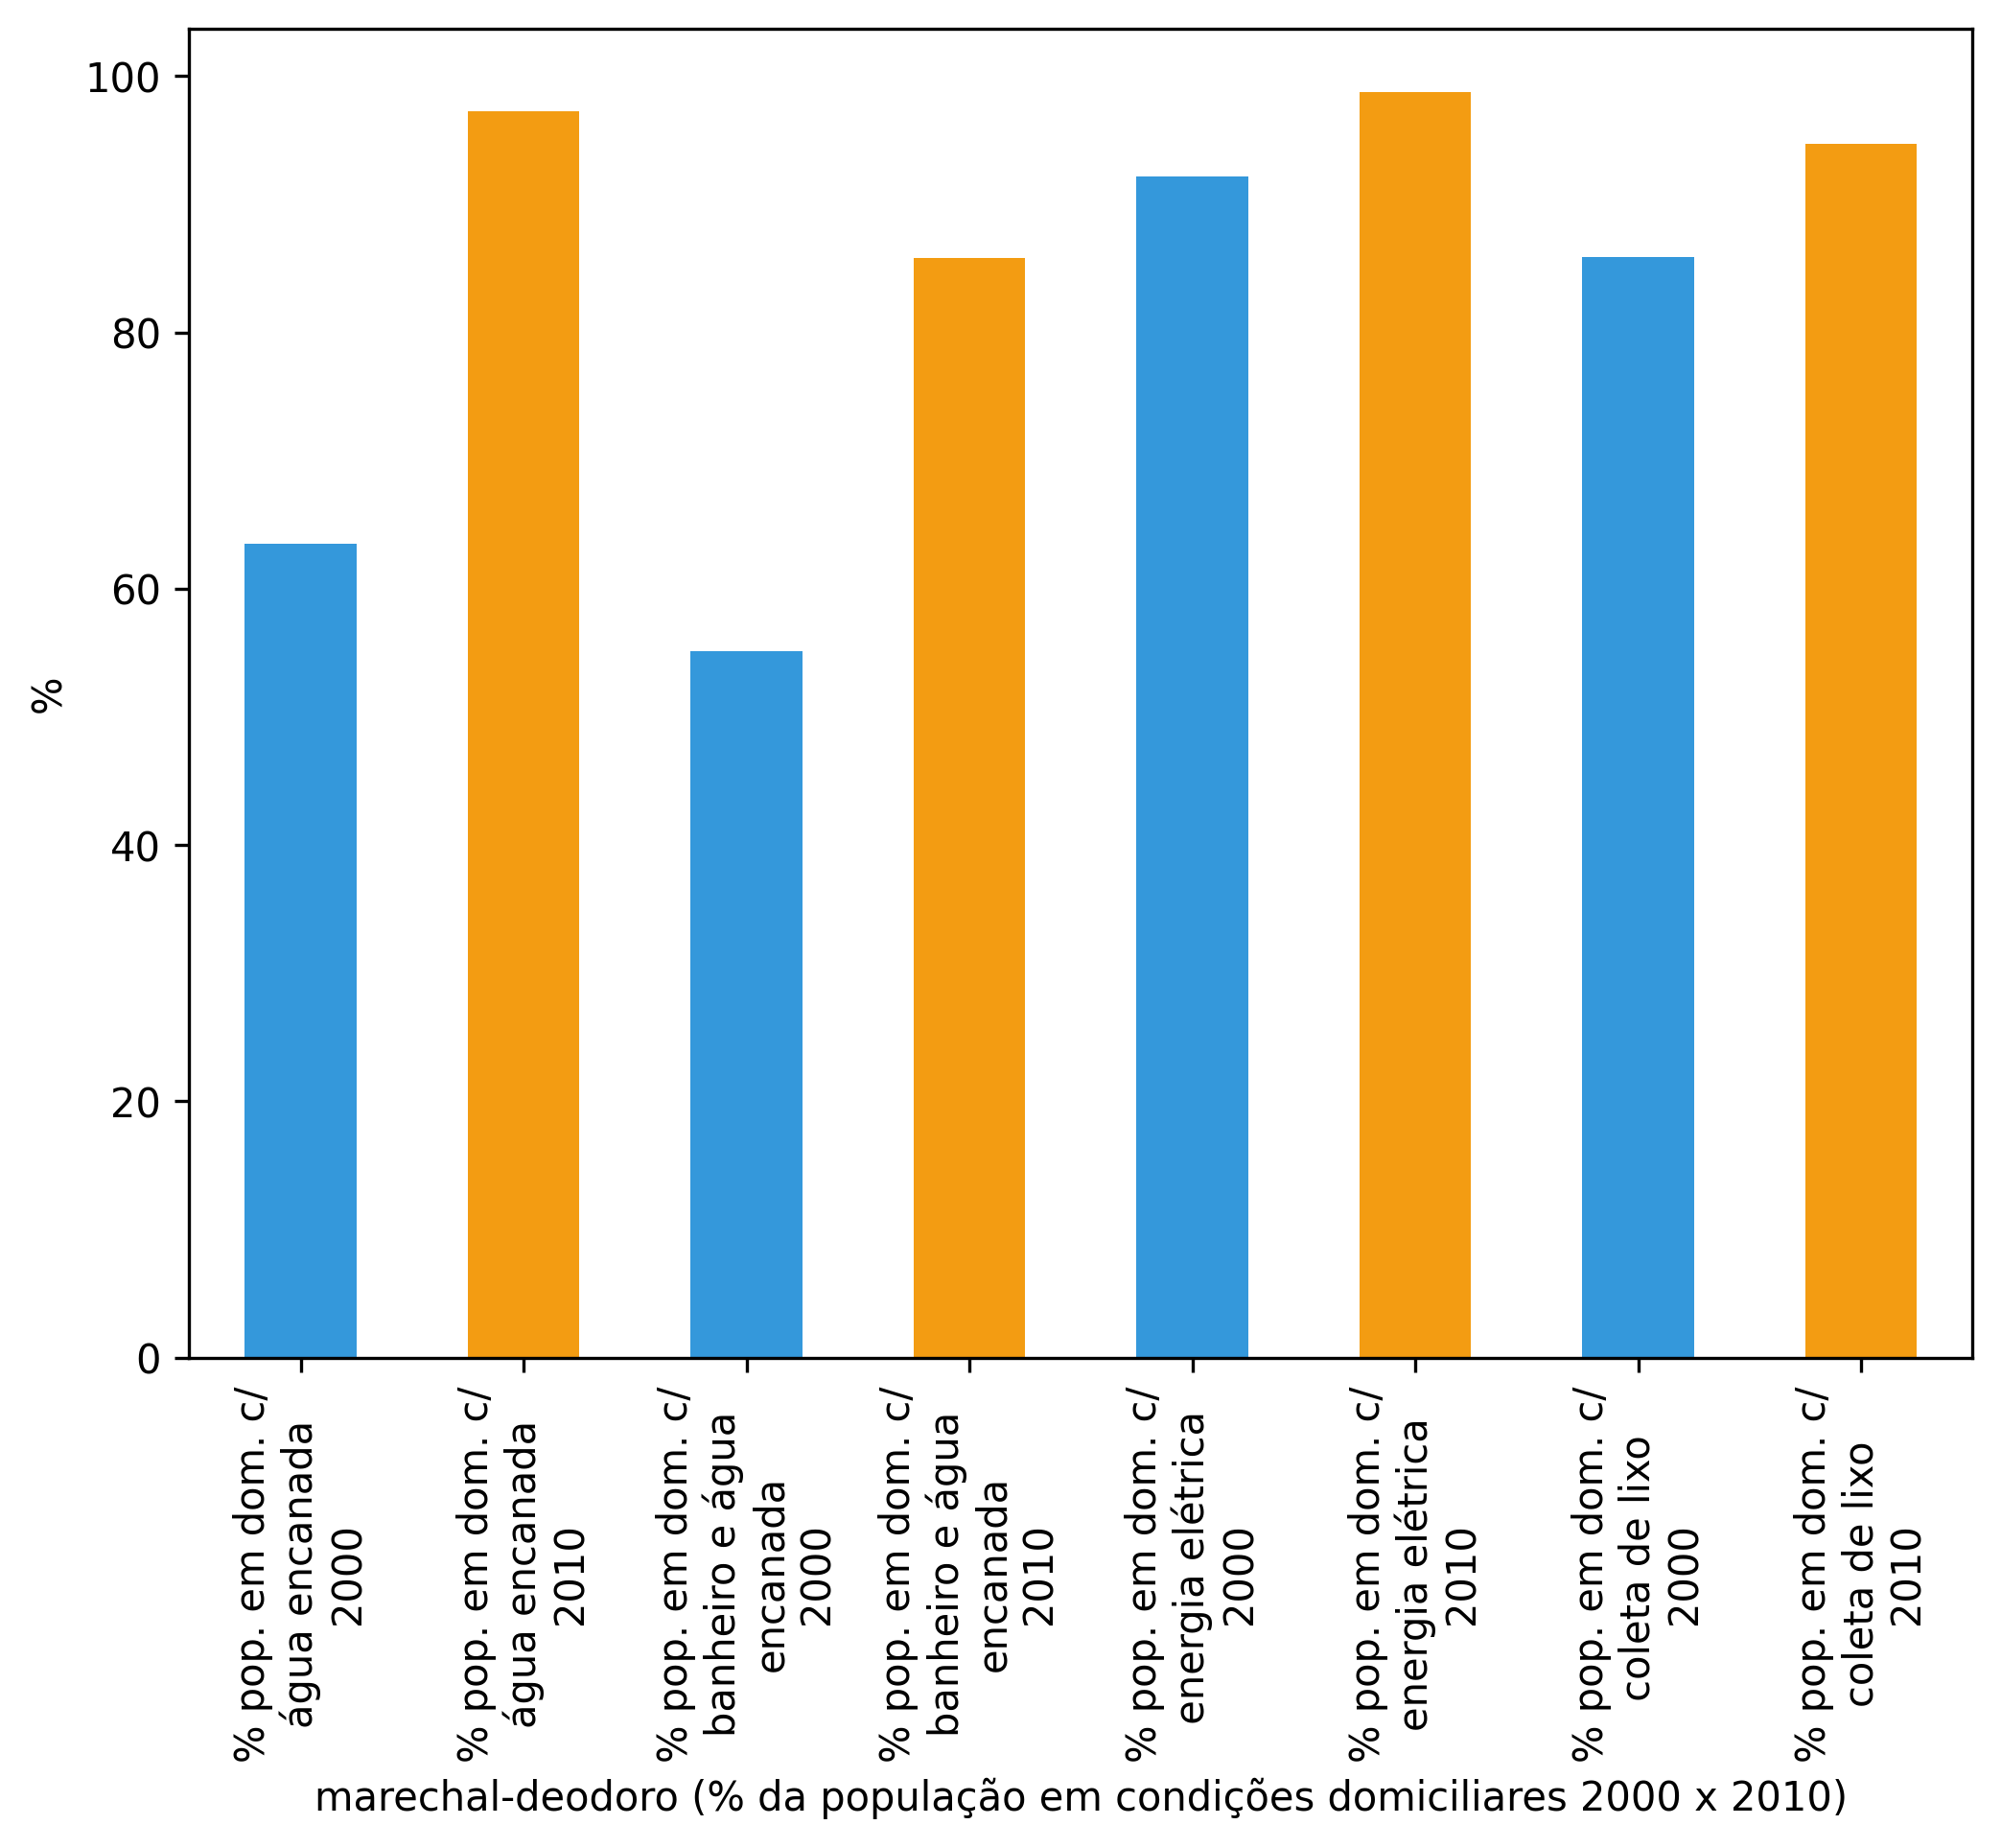 100
80
60
40
20
0
%
% pop. em dom. c/
água encanada
2000
% pop. em dom. c/
água encanada
2010
% pop. em dom. c/
banheiro e água
encanada
2000
% pop. em dom. c/
banheiro e água
encanada
2010
% pop. em dom. c/
energia elétrica
2000
% pop. em dom. c/
energia elétrica
2010
% pop. em dom. c/
coleta de lixo
2000
% pop. em dom. c/
coleta de lixo
2010
marechal-deodoro (% da população em condições domiciliares 2000 x 2010)